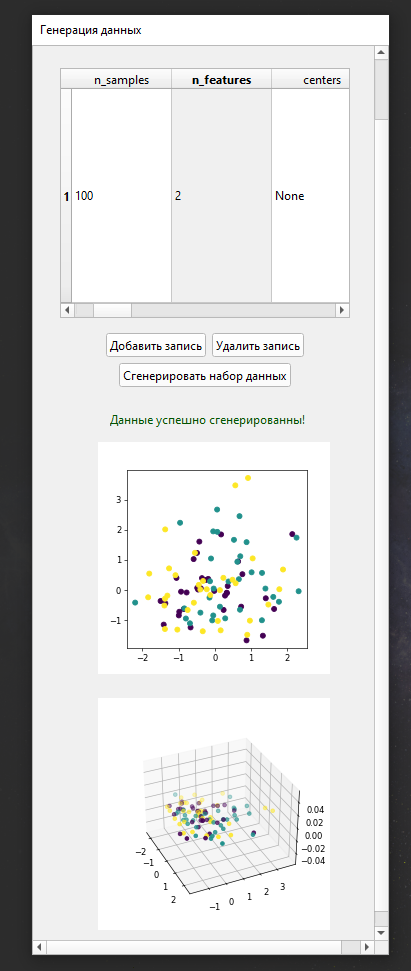 Генерация данных
n_samples n_features centers
1 100 2 None
Добавить запись Удалить запись
Сгенерировать набор данных
Данные успешно сгенерированны!
3
2
1
0
−1
−2 −1 0 1 2
0.04
0.02
0.00
−0.02
−0.04
−2
−1
0
1
2
−1 0 1 2 3